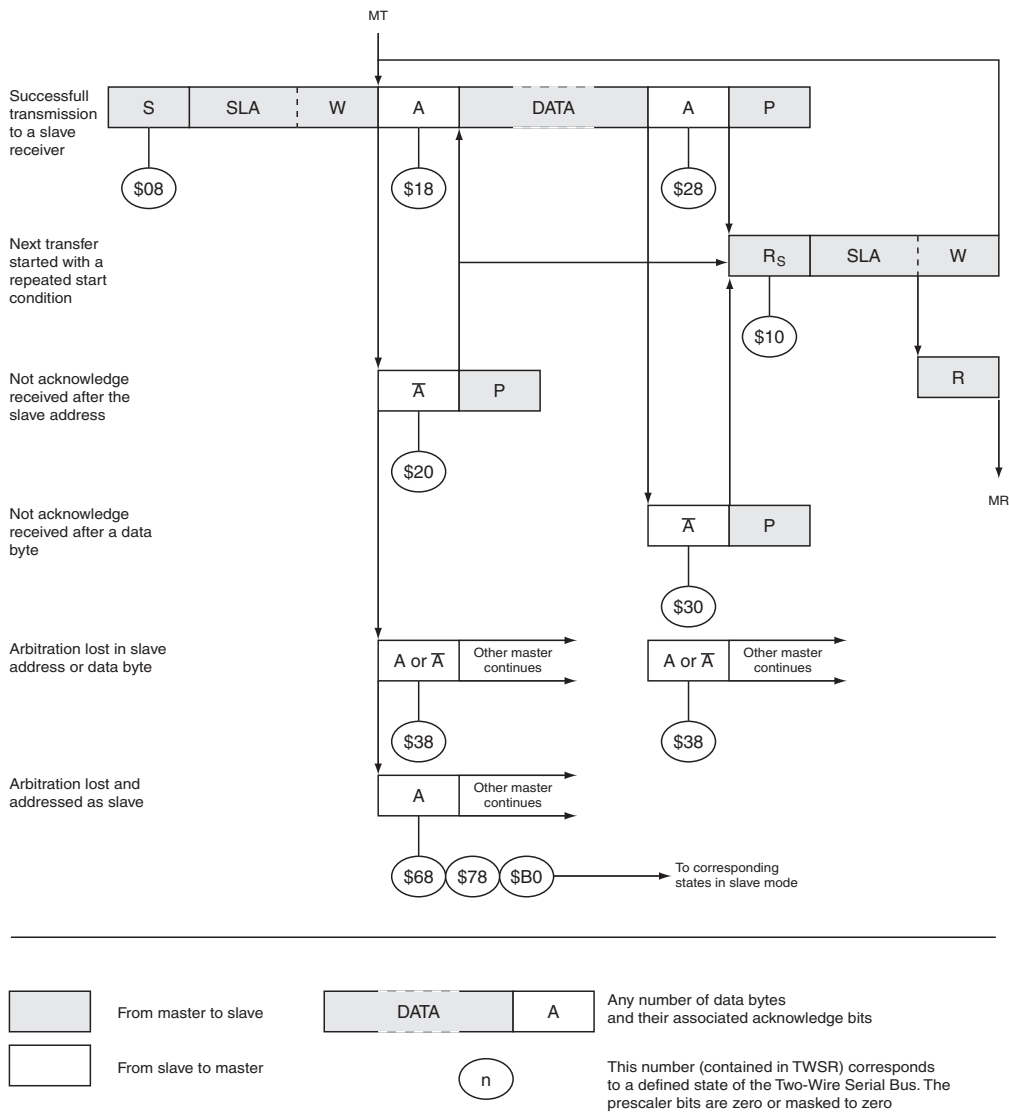 MT
Successfull
transmission
to a slave
receiver
S SLA W A DATA A P
$08 $18 $28
Next transfer
started with a
repeated start
condition
RS SLA W
$10
Not acknowledge
received after the
slave address
A̅ P
R
$20
MR
Not acknowledge
received after a data
byte
A̅ P
$30
Arbitration lost in slave
address or data byte
A or A̅ Other master
continues
A or A̅ Other master
continues
$38 $38
Arbitration lost and
addressed as slave
A Other master
continues
$68 $78 $B0
To corresponding
states in slave mode
From master to slave
DATA A
Any number of data bytes
and their associated acknowledge bits
From slave to master
n
This number (contained in TWSR) corresponds
to a defined state of the Two-Wire Serial Bus. The
prescaler bits are zero or masked to zero